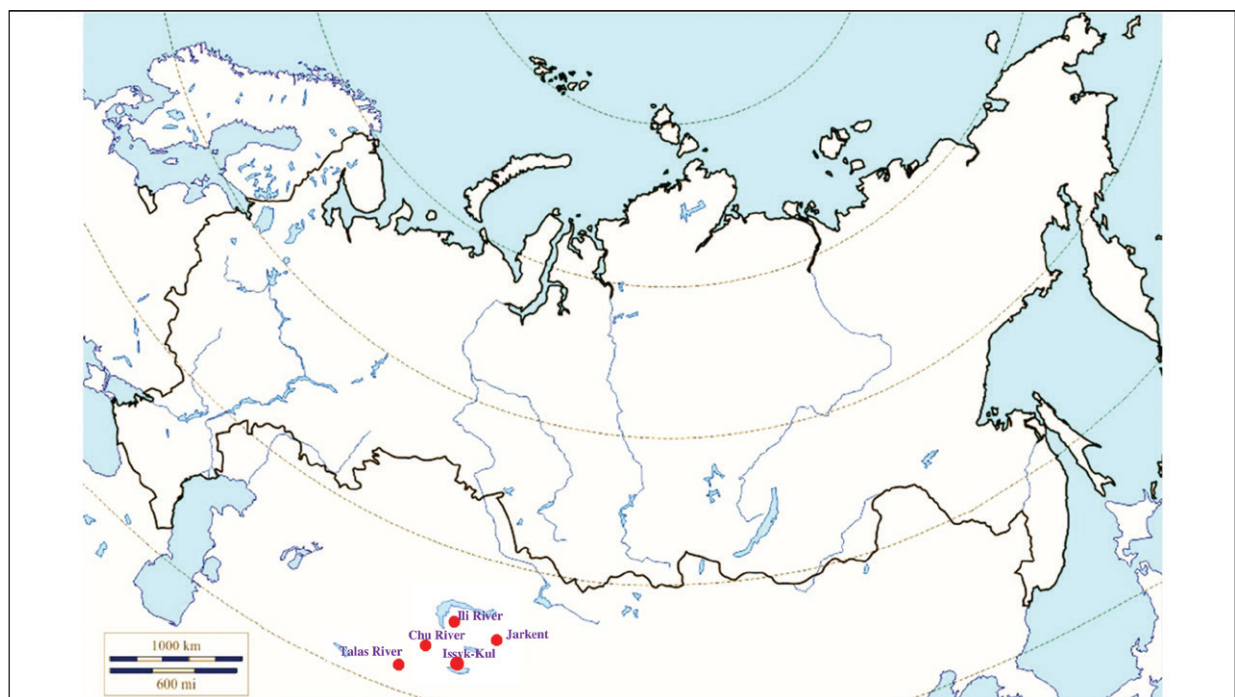 Ili River
Chu River
Jarkent
Talas River
Issyk-Kul
1000 km
600 mi